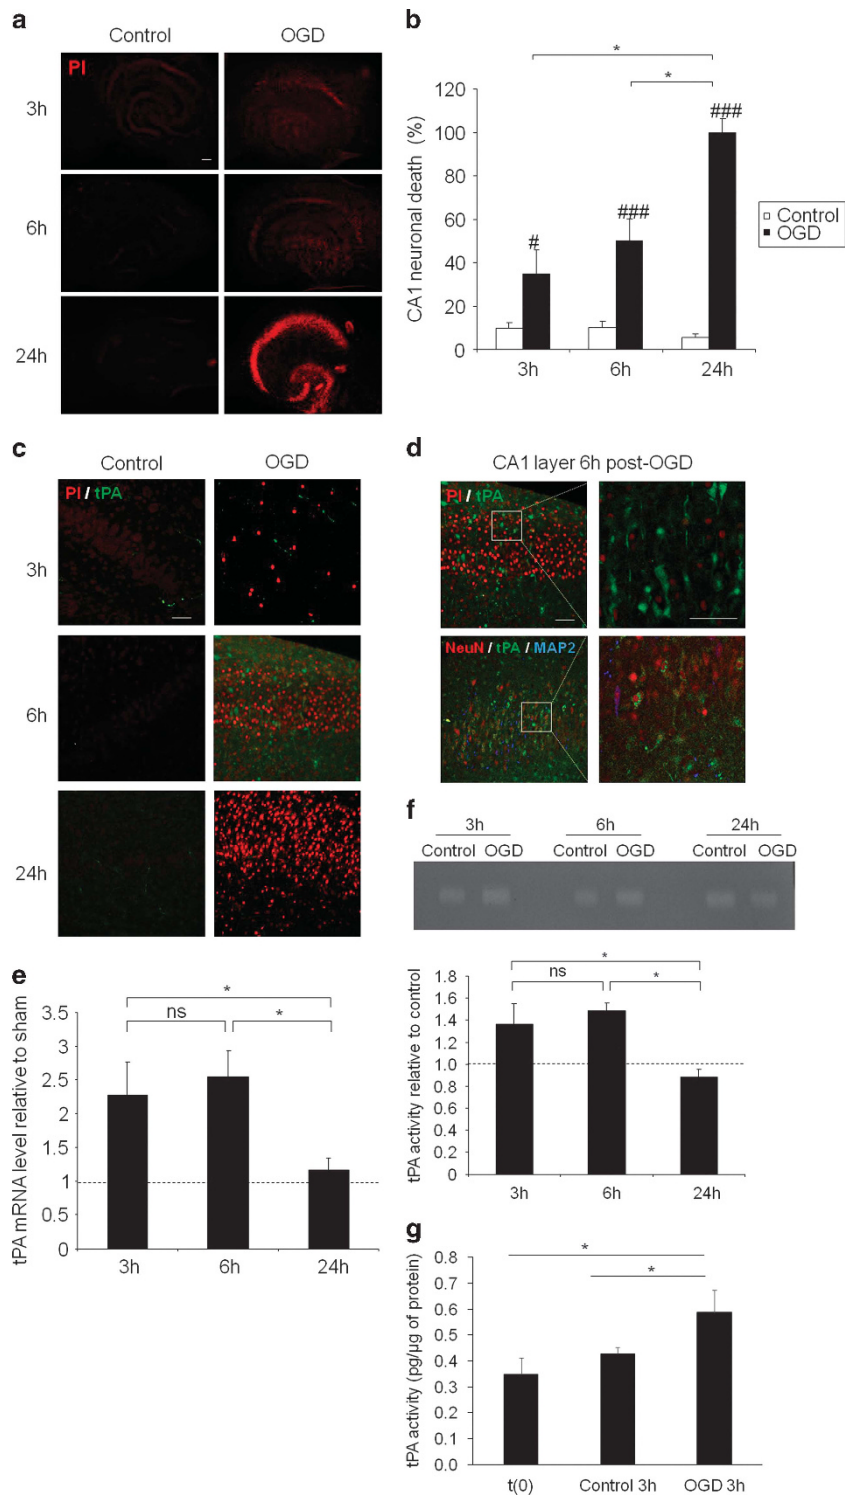 a
Control OGD
PI
3h
6h
24h
b
* 
*
CA1 neuronal death (%)
120
100
80
60
40
20
0
# ### ###
3h 6h 24h
Control
OGD
c
Control OGD
PI / tPA
3h
6h
24h
d
CA1 layer 6h post-OGD
PI / tPA
NeuN / tPA / MAP2
e
*
ns *
tPA mRNA level relative to sham
3.5
3
2.5
2
1.5
1
0.5
0
3h 6h 24h
f
3h 6h 24h
Control OGD Control OGD Control OGD
*
ns *
tPA activity relative to control
1.8
1.6
1.4
1.2
1.0
0.8
0.6
0.4
0.2
0
3h 6h 24h
g
*
*
tPA activity (pg/µg of protein)
0.8
0.7
0.6
0.5
0.4
0.3
0.2
0.1
0.0
t(0) Control 3h OGD 3h